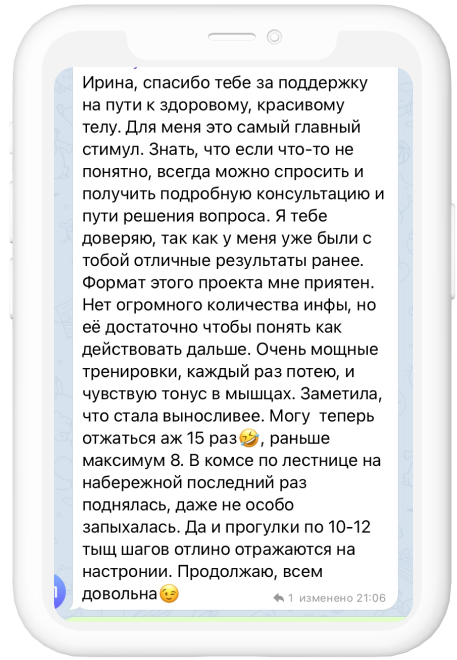 Ирина, спасибо тебе за поддержку
на пути к здоровому, красивому
телу. Для меня это самый главный
стимул. Знать, что если что-то не
понятно, всегда можно спросить и
получить подробную консультацию и
пути решения вопроса. Я тебе
доверяю, так как у меня уже были с
тобой отличные результаты ранее.
Формат этого проекта мне приятен.
Нет огромного количества инфы, но
её достаточно чтобы понять как
действовать дальше. Очень мощные
тренировки, каждый раз потею, и
чувствую тонус в мышцах. Заметила,
что стала выносливее. Могу теперь
отжаться аж 15 раз🤣, раньше
максимум 8. В комсе по лестнице на
набережной последний раз
поднялась, даже не особо
запыхалась. Да и прогулки по 10-12
тыщ шагов отлино отражаются на
настронии. Продолжаю, всем
довольна😉
1 изменено 21:06